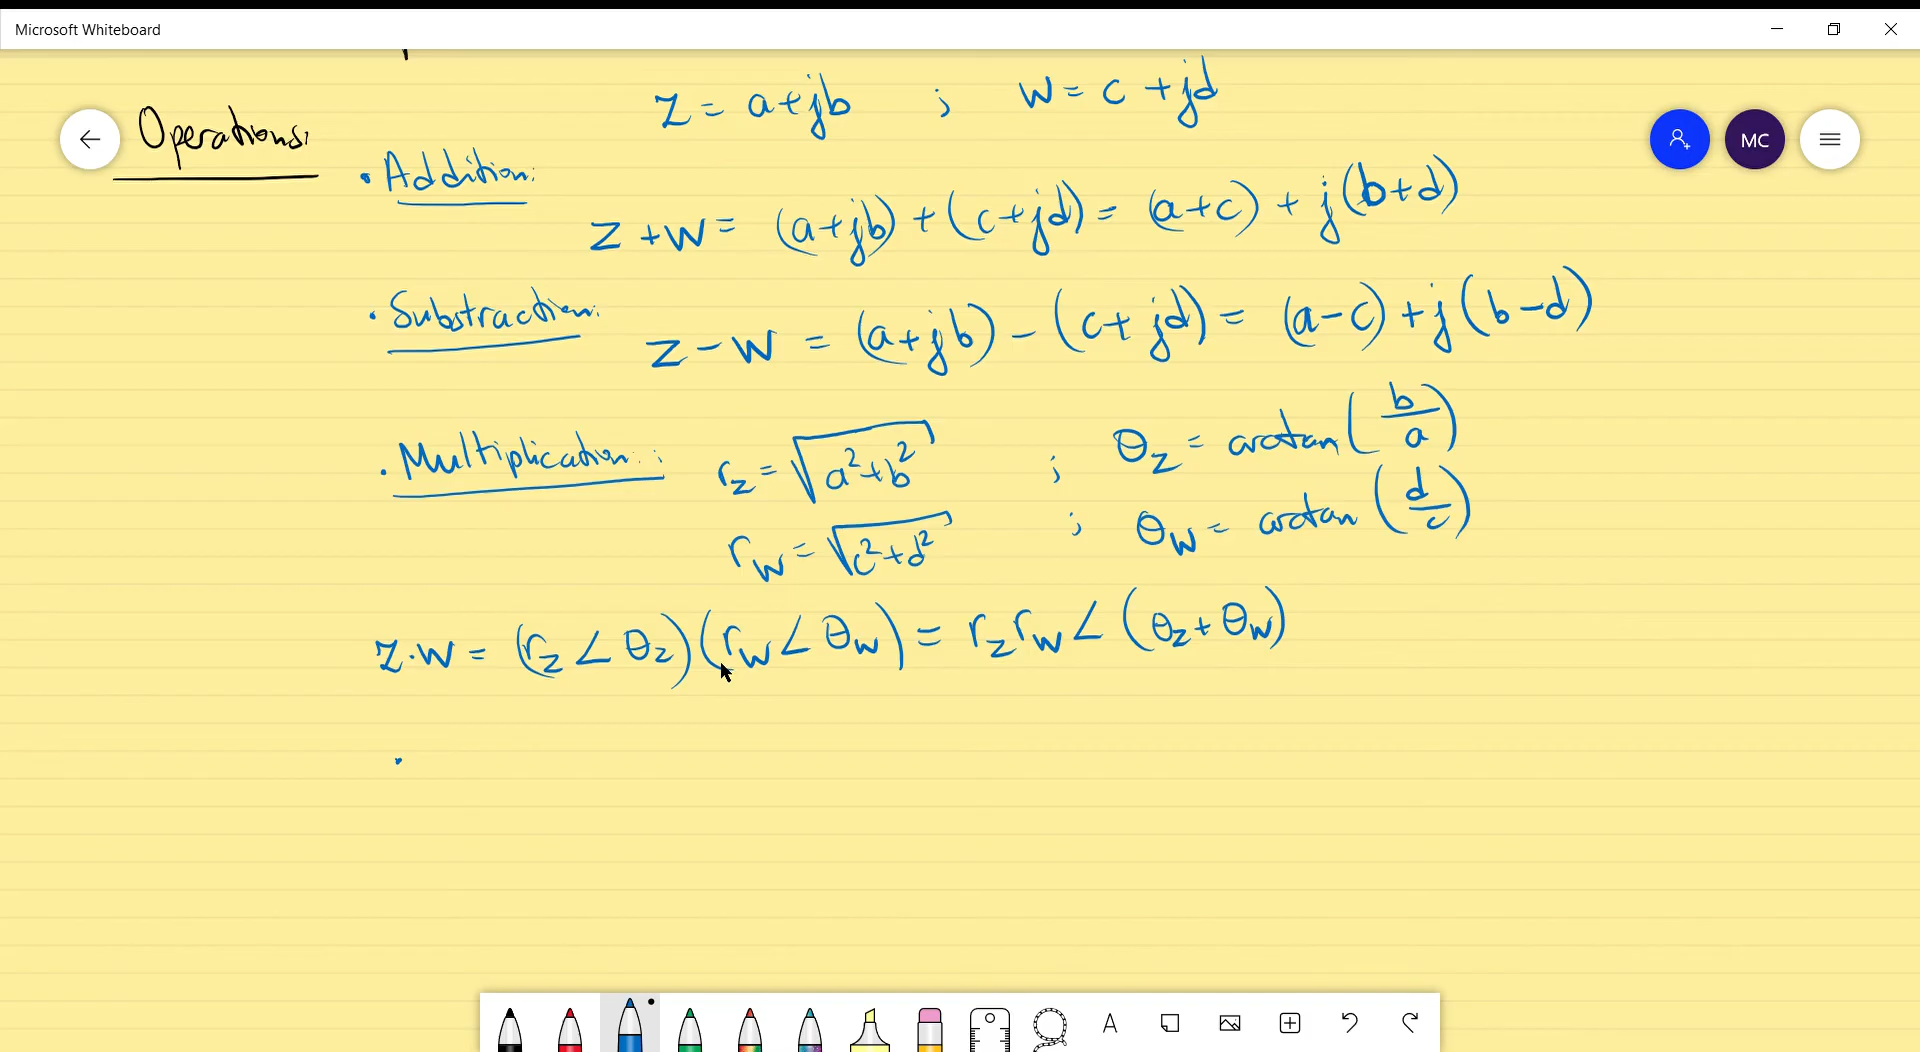 Microsoft Whiteboard
z = a+jb ; w = c +jd
Operations:
MC
• Addition:
z +w = (a+jb) + (c+jd) = (a+c) + j(b+d)
• Substraction:
z - w = (a+jb) - (c+ jd) = (a-c) +j(b-d)
• Multiplication: : r_z = √(a²+b²) ; θ_z = arctan(b/a)
r_w = √(c²+d²) ; θ_w = arctan(d/c)
z.w = (r_z ∠ θ_z)(r_w ∠ θ_w) = r_z r_w ∠ (θ_z + θ_w)
•
A